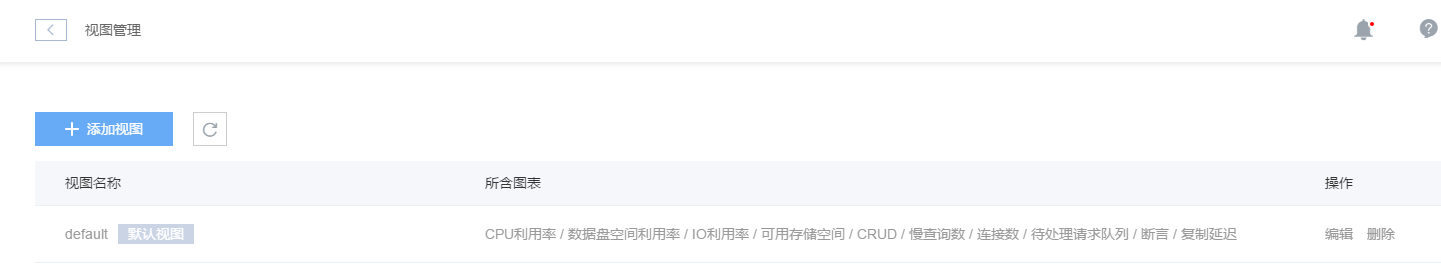 视图管理
添加视图
视图名称 所含图表 操作
default 默认视图 CPU利用率 / 数据盘空间利用率 / IO利用率 / 可用存储空间 / CRUD / 慢查询数 / 连接数 / 待处理请求队列 / 断言 / 复制延迟 编辑 删除